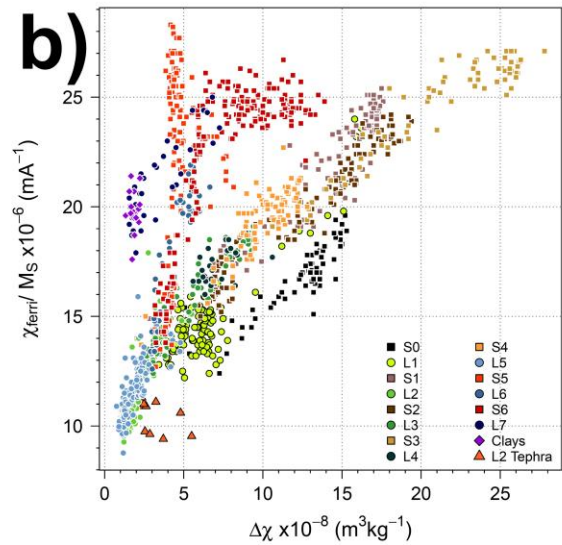 b)
χferri/ MS x10⁻⁶ (mA⁻¹)
25
20
15
10
0 5 10 15 20 25
Δχ x10⁻⁸ (m³kg⁻¹)
S0 S4
L1 L5
S1 S5
L2 L6
S2 S6
L3 L7
S3 Clays
L4 L2 Tephra